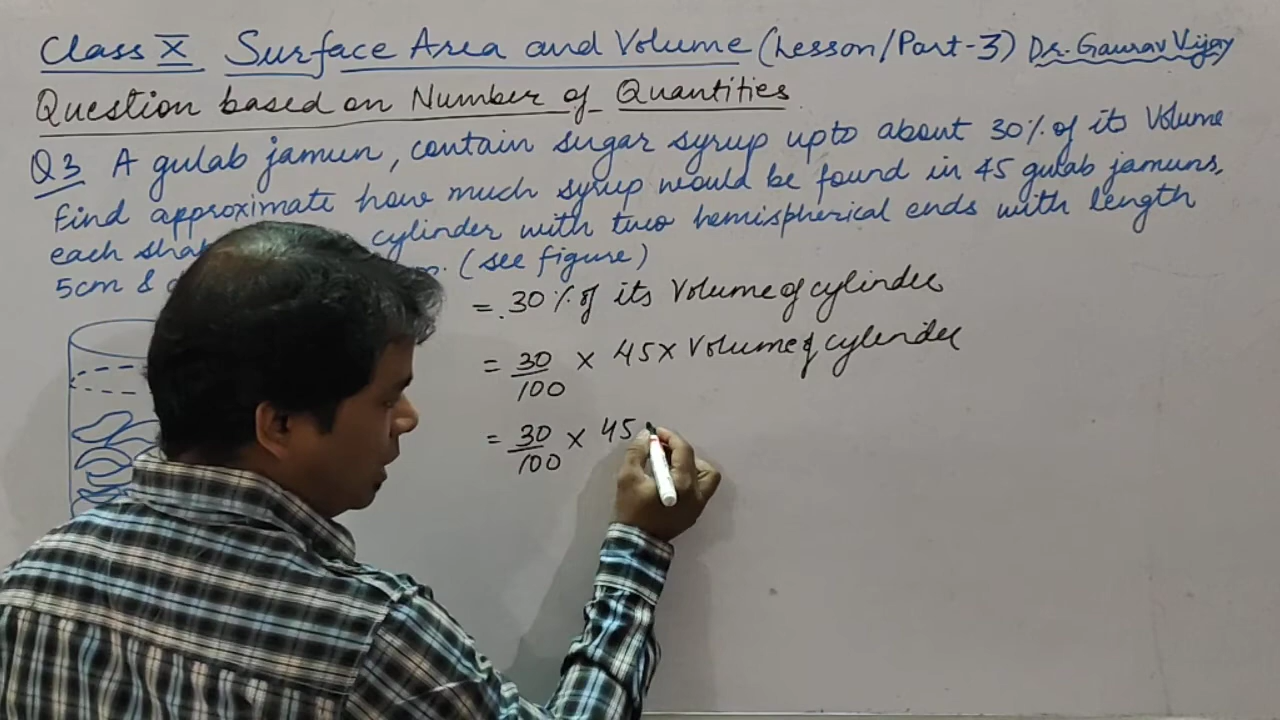 Class X Surface Area and Volume (Lesson/Part-3) Dr. Gaurav Vijay
Question based on Number of Quantities
Q3 A gulab jamun, contain sugar syrup upto about 30% of its Volume
find approximate how much syrup would be found in 45 gulab jamuns,
each cylinder with two hemispherical ends with length
5cm & (see figure)
= 30% of its Volume of cylinder
= 30/100 × 45 × Volume of cylinder
= 30/100 × 45